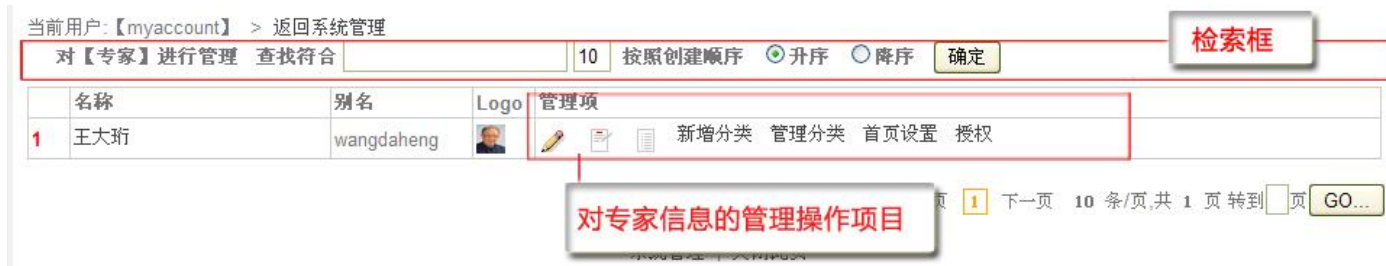 当前用户:【myaccount】 > 返回系统管理
对【专家】进行管理 查找符合 10 按照创建顺序 升序 降序 确定
检索框
名称 别名 Logo 管理项
1 王大珩 wangdaheng 新增分类 管理分类 首页设置 授权
页 1 下一页 10 条/页,共 1 页 转到 页 GO...
对专家信息的管理操作项目